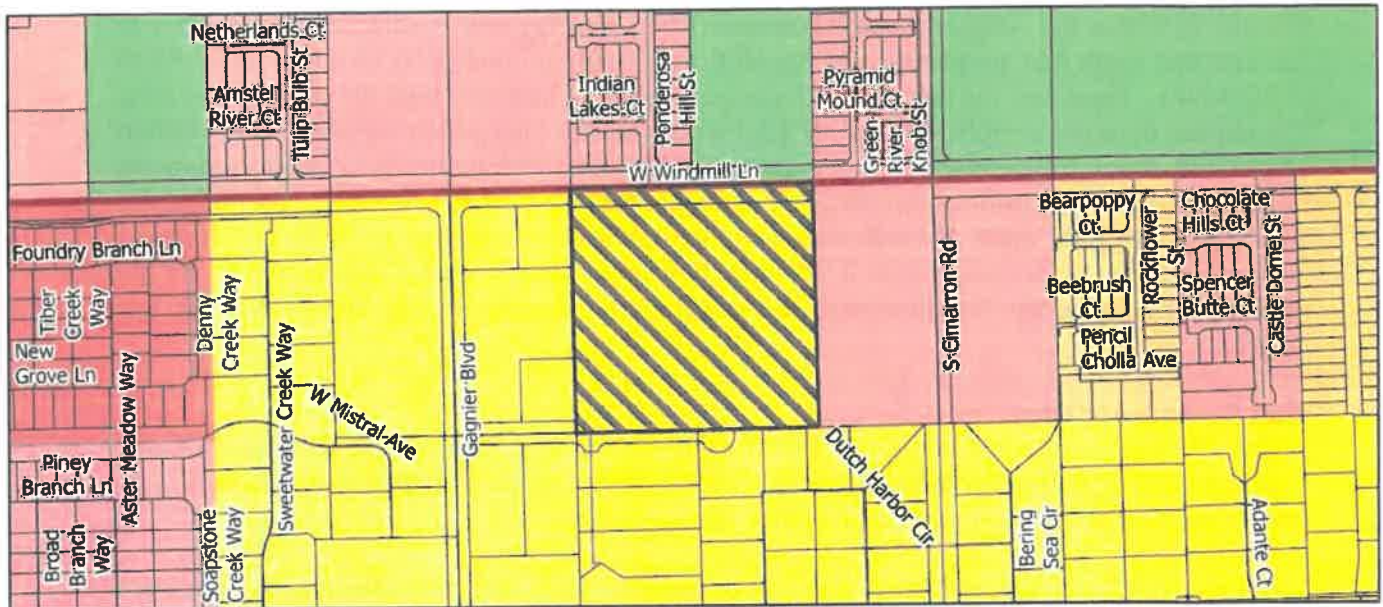 Netherlands Ct
Amstel
River Ct
Tulip Bulb St
Indian
Lakes Ct
Ponderosa
Hill St
Pyramid
Mound Ct
Green
River
Knob St
W Windmill Ln
Foundry Branch Ln
Tiber
Creek
Way
New
Grove Ln
Aster Meadow Way
Denny
Creek Way
Sweetwater Creek Way
W Mistral Ave
Gagnier Blvd
S Cimarron Rd
Bearpoppy
Ct
Beebrush
Ct
Pencil
Cholla Ave
Rockflower
St
Chocolate
Hills Ct
Spencer
Butte Ct
Castle Dome St
Piney
Branch Ln
Broad
Branch
Way
Soapstone
Creek Way
Dutch Harbor Cir
Bering
Sea Cir
Adante Ct